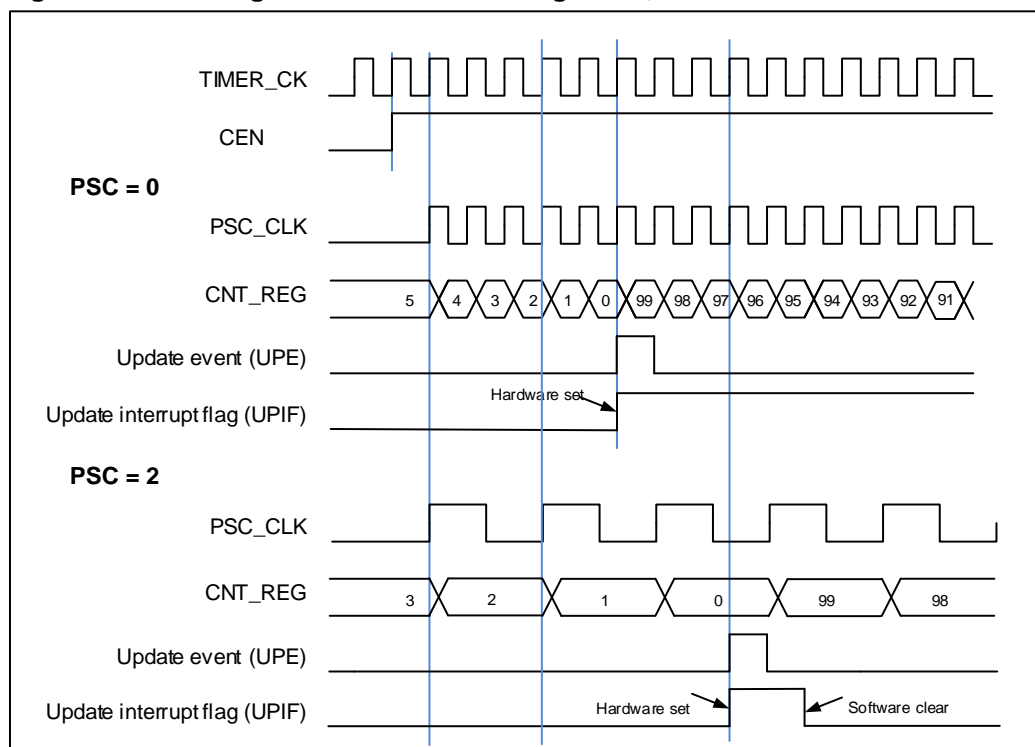 TIMER_CK
CEN
PSC = 0
PSC_CLK
CNT_REG 5 4 3 2 1 0 99 98 97 96 95 94 93 92 91
Update event (UPE)
Hardware set
Update interrupt flag (UPIF)
PSC = 2
PSC_CLK
CNT_REG 3 2 1 0 99 98
Update event (UPE)
Update interrupt flag (UPIF) Hardware set Software clear